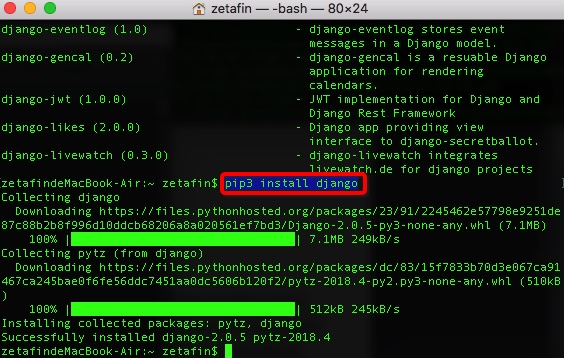 zetafin — -bash — 80×24
django-eventlog (1.0) - django-eventlog stores event
messages in a Django model.
django-gencal (0.2) - django-gencal is a resuable Django
application for rendering
calendars.
django-jwt (1.0.0) - JWT implementation for Django and
Django Rest Framework
django-likes (2.0.0) - Django app providing view
interface to django-secretballot.
django-livewatch (0.3.0) - django-livewatch integrates
livewatch.de for django projects
zetafindeMacBook-Air:~ zetafin$ pip3 install django
Collecting django
Downloading https://files.pythonhosted.org/packages/23/91/2245462e57798e9251de
87c88b2b8f996d10ddcb68206a8a020561ef7bd3/Django-2.0.5-py3-none-any.whl (7.1MB)
100% || 7.1MB 249kB/s
Collecting pytz (from django)
Downloading https://files.pythonhosted.org/packages/dc/83/15f7833b70d3e067ca91
467ca245bae0f6fe56ddc7451aa0dc5606b120f2/pytz-2018.4-py2.py3-none-any.whl (510kB
)
100% || 512kB 245kB/s
Installing collected packages: pytz, django
Successfully installed django-2.0.5 pytz-2018.4
zetafindeMacBook-Air:~ zetafin$